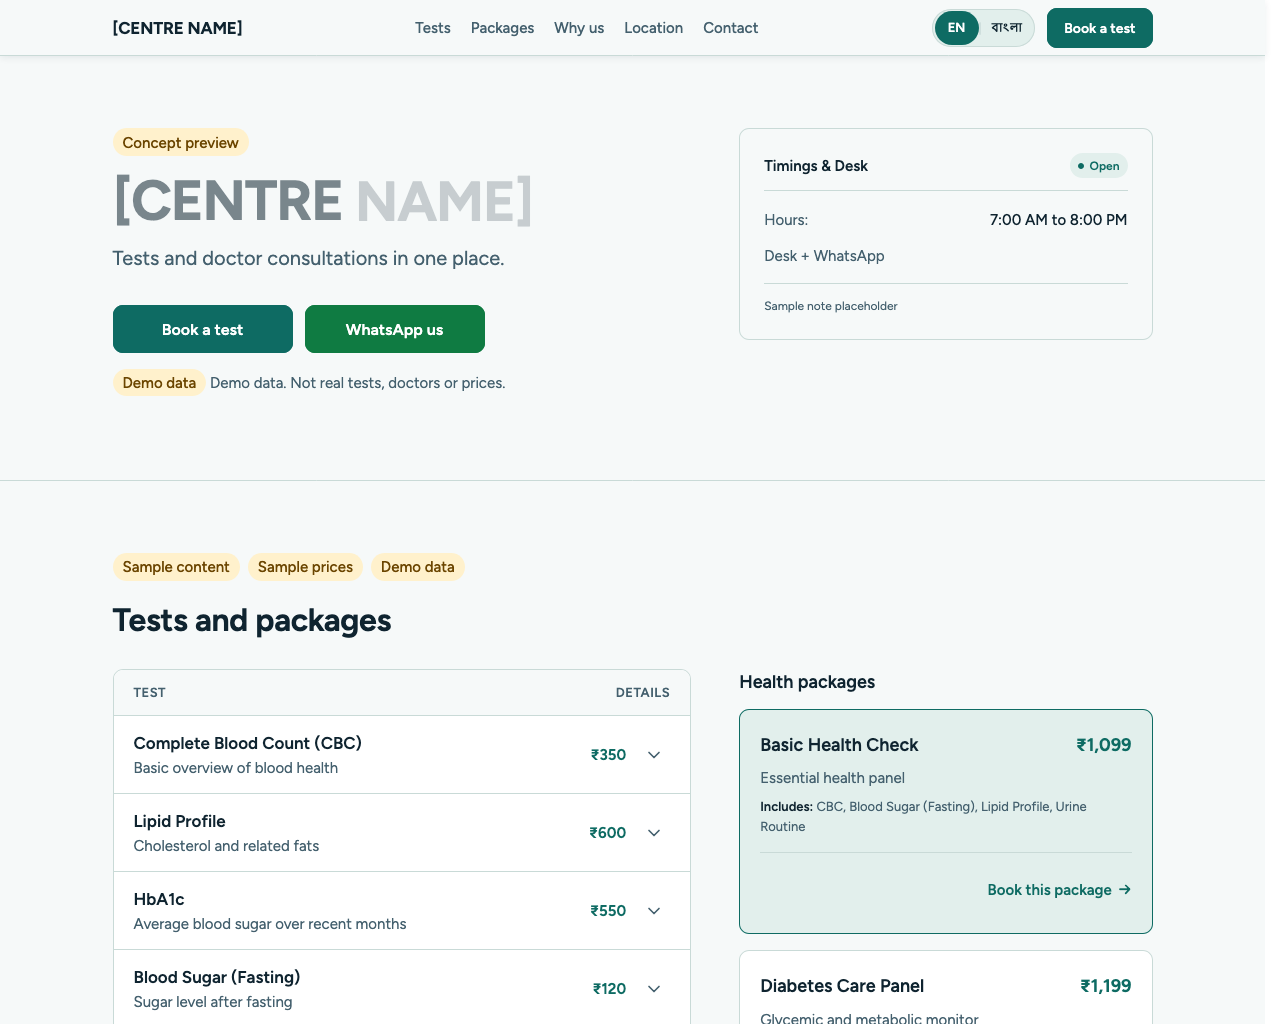 [CENTRE NAME]
Tests Packages Why us Location Contact
EN বাংলা
Book a test
Concept preview
[CENTRE NAME]
Tests and doctor consultations in one place.
Book a test
WhatsApp us
Demo data Demo data. Not real tests, doctors or prices.
Timings & Desk
Open
Hours: 7:00 AM to 8:00 PM
Desk + WhatsApp
Sample note placeholder
Sample content Sample prices Demo data
Tests and packages
TEST DETAILS
Complete Blood Count (CBC)
Basic overview of blood health
₹350
Lipid Profile
Cholesterol and related fats
₹600
HbA1c
Average blood sugar over recent months
₹550
Blood Sugar (Fasting)
Sugar level after fasting
₹120
Health packages
Basic Health Check ₹1,099
Essential health panel
Includes: CBC, Blood Sugar (Fasting), Lipid Profile, Urine
Routine
Book this package →
Diabetes Care Panel ₹1,199
Glycemic and metabolic monitor